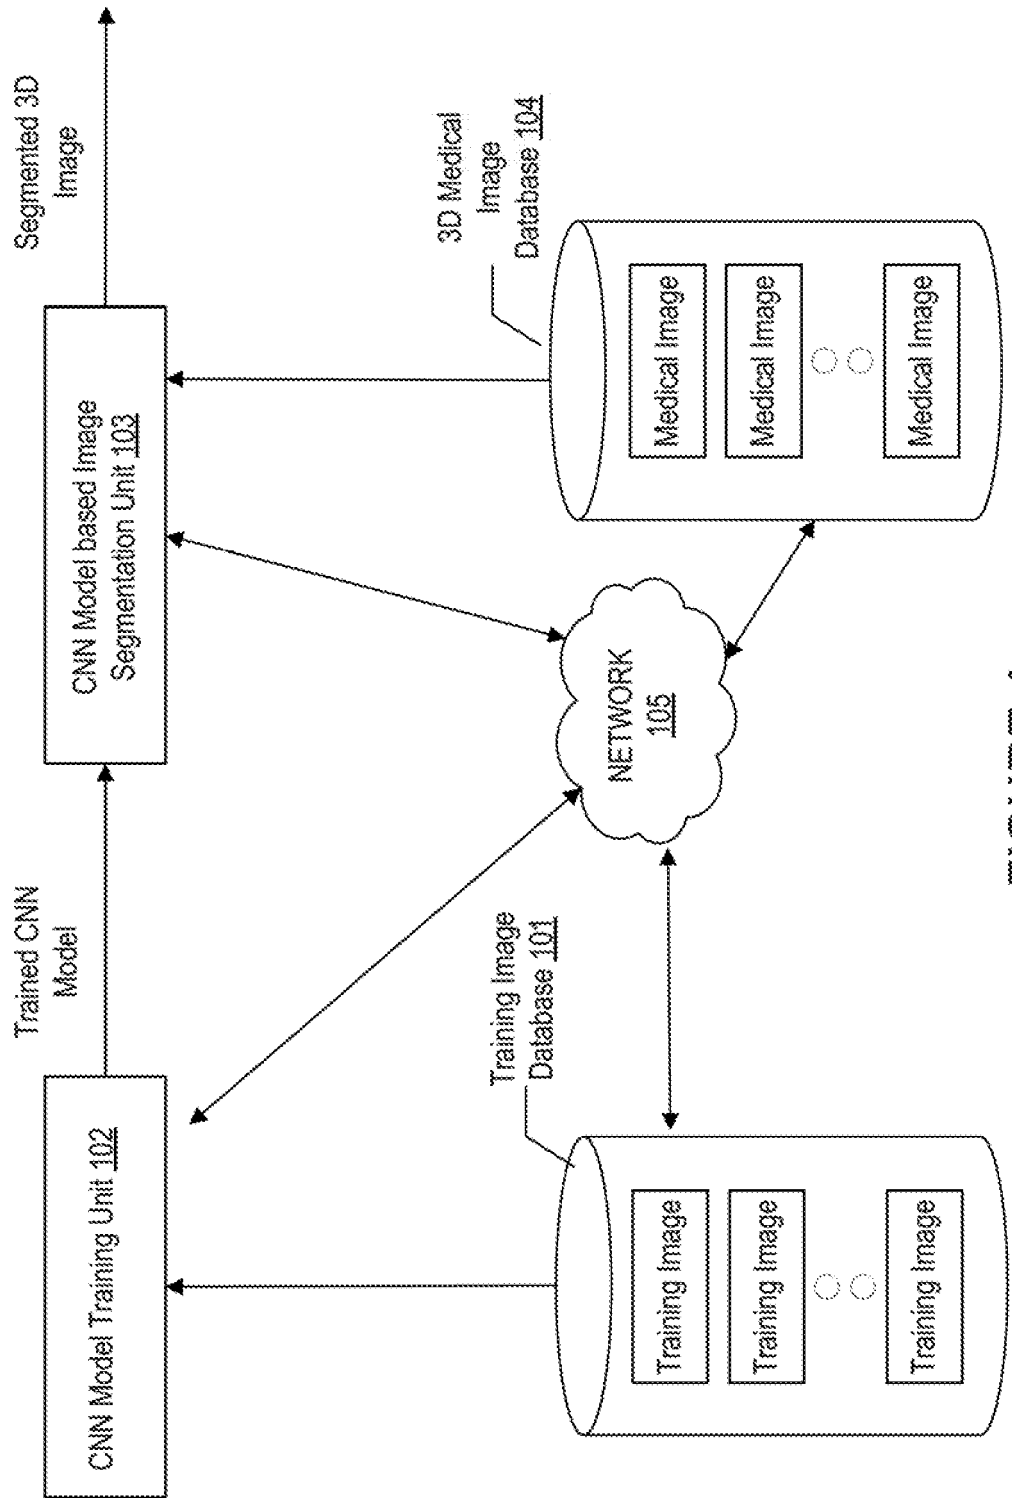 CNN Model Training Unit 102
Trained CNN
Model
CNN Model based Image
Segmentation Unit 103
Segmented 3D
Image
Training Image
Database 101
NETWORK
105
3D Medical
Image
Database 104
Training Image
Training Image
Training Image
Medical Image
Medical Image
Medical Image